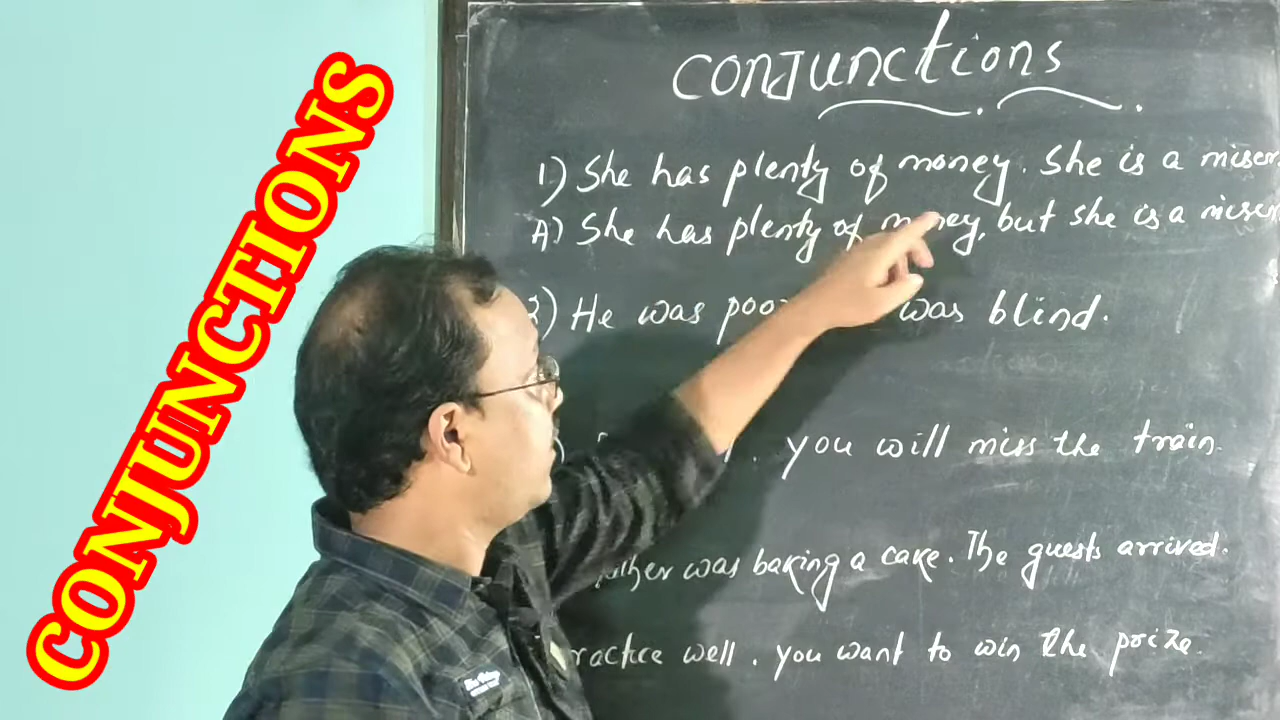 CONJUNCTIONS
conjunctions
1) She has plenty of money. She is a miser
A) She has plenty of money, but she is a miser
) He was poor was blind.
you will miss the train.
was baking a cake. The guests arrived.
ractice well. you want to win the prize.